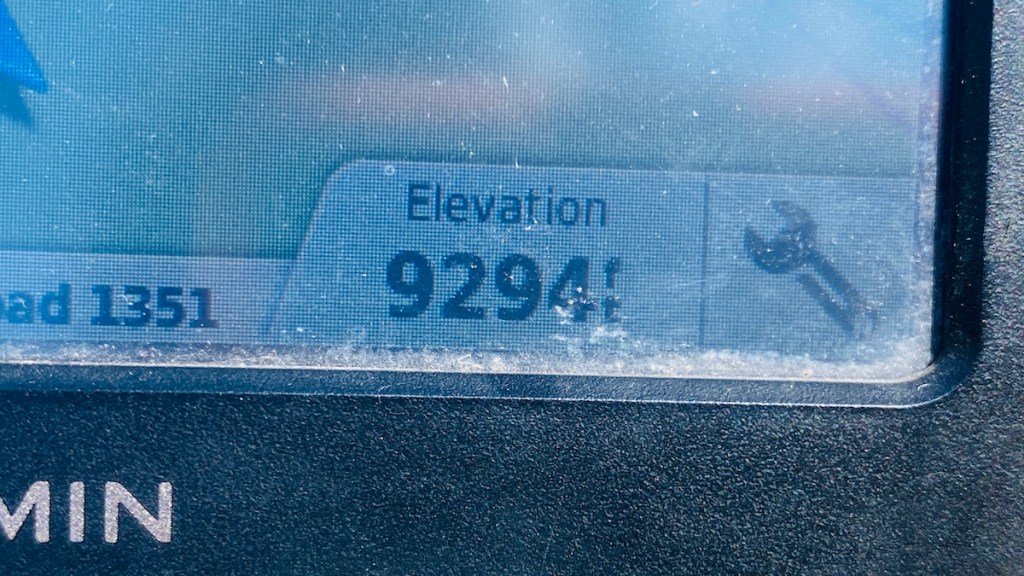 Elevation
9294 f
oad 1351
MIN